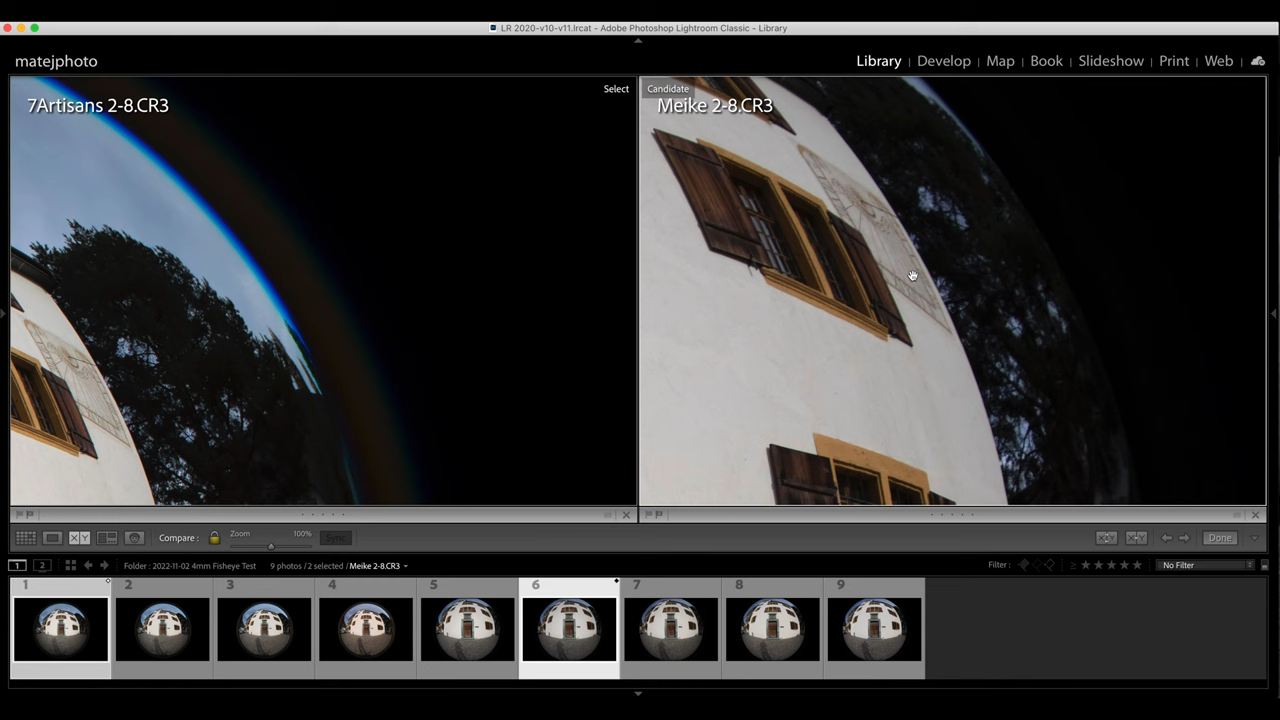 LR 2020-v10-v11.lrcat - Adobe Photoshop Lightroom Classic - Library
matejphoto
Library | Develop | Map | Book | Slideshow | Print | Web
7Artisans 2-8.CR3
Select
Candidate
Meike 2-8.CR3
XY
Compare :
Zoom
100%
Sync
Done
1
2
Folder : 2022-11-02 4mm Fisheye Test
9 photos / 2 selected / Meike 2-8.CR3
Filter :
≥ ★ ★ ★ ★ ★
No Filter
1
2
3
4
5
6
7
8
9